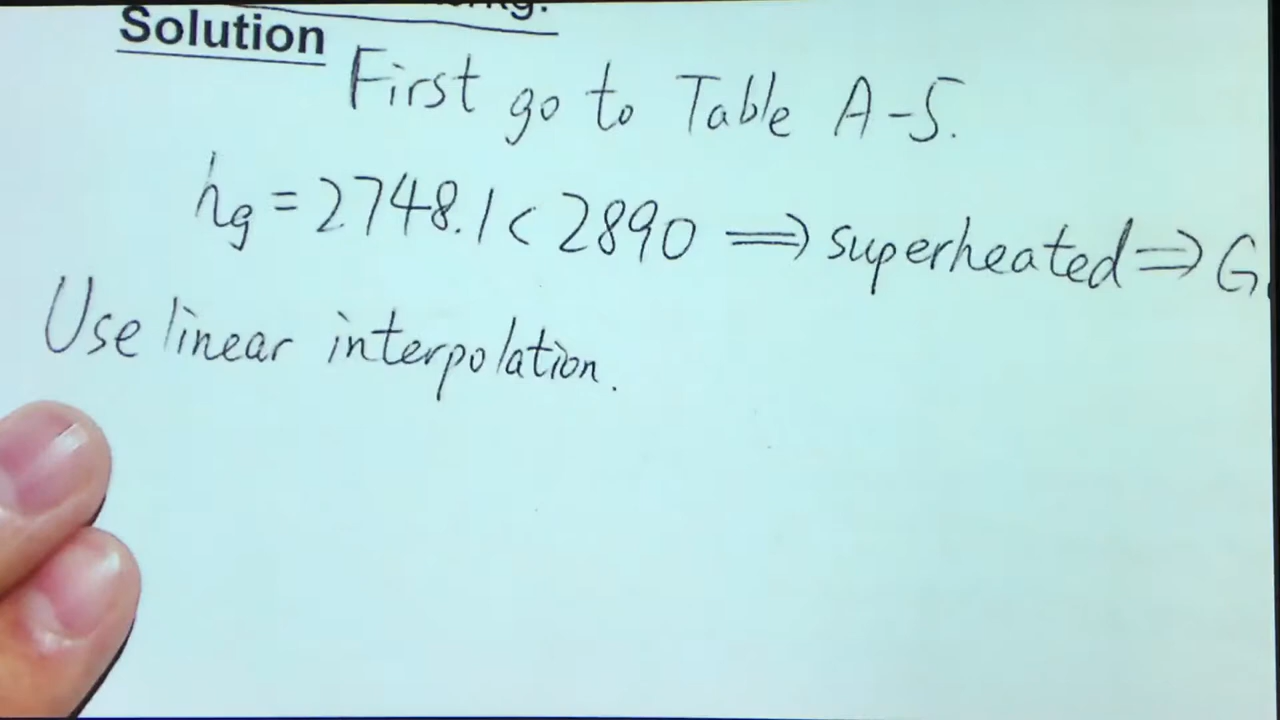 Solution
First go to Table A-5.
hg = 2748.1 < 2890 ⟹ superheated ⟹ G
Use linear interpolation.